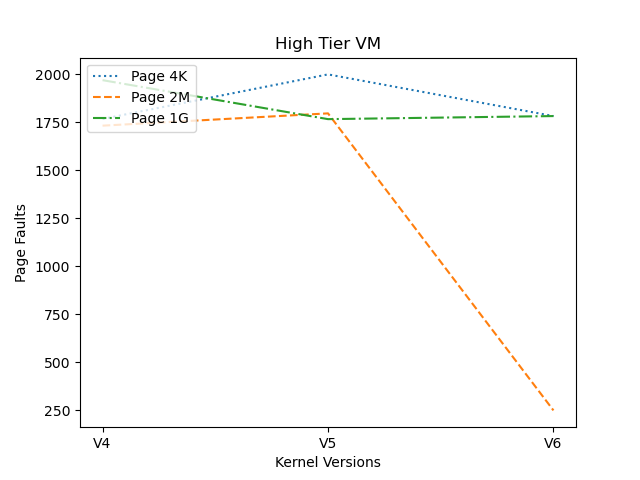 High Tier VM
Page 4K
Page 2M
Page 1G
2000
1750
1500
1250
1000
750
500
250
Page Faults
V4
V5
V6
Kernel Versions